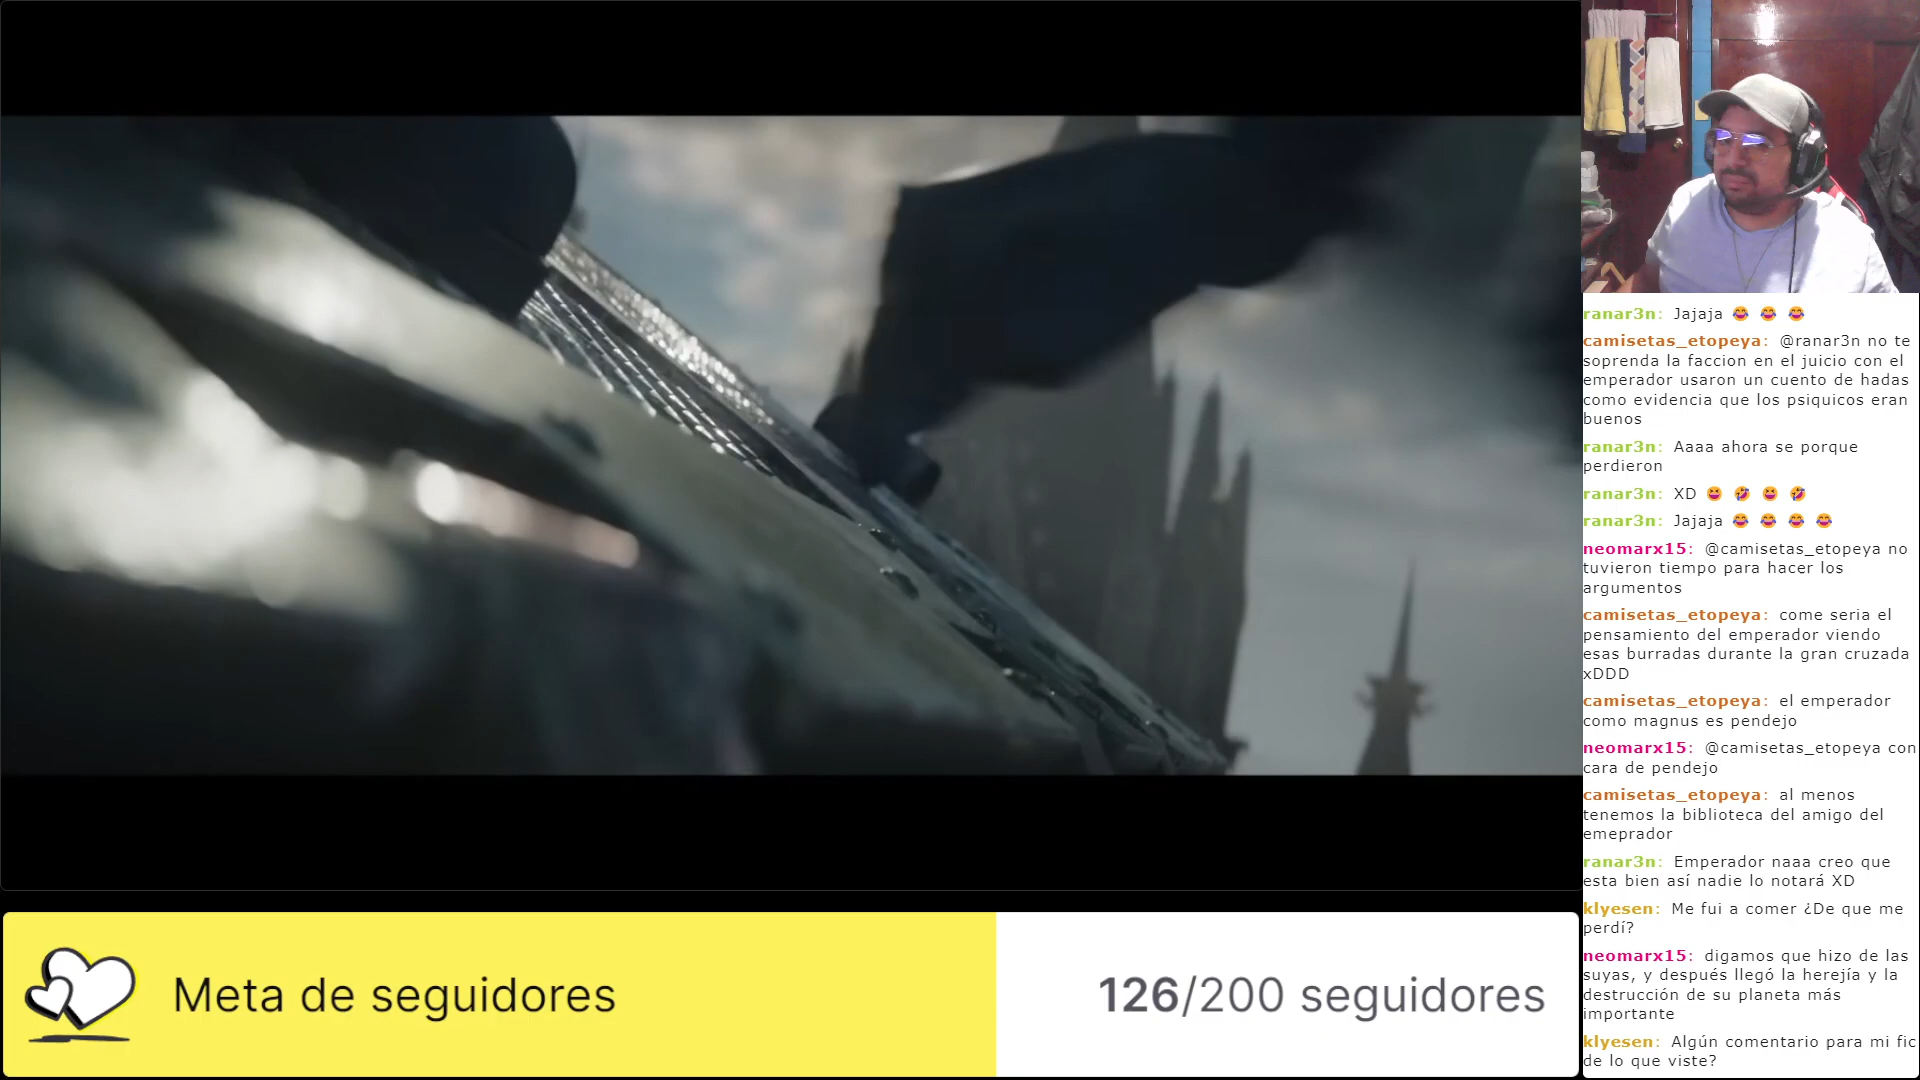 ranar3n: Jajaja 😂 😂 😂
camisetas_etopeya: @ranar3n no te
soprenda la faccion en el juicio con el
emperador usaron un cuento de hadas
como evidencia que los psiquicos eran
buenos
ranar3n: Aaaa ahora se porque
perdieron
ranar3n: XD 😆 🤣 😆 🤣
ranar3n: Jajaja 😂 😂 😂 😂
neomarx15: @camisetas_etopeya no
tuvieron tiempo para hacer los
argumentos
camisetas_etopeya: come seria el
pensamiento del emperador viendo
esas burradas durante la gran cruzada
xDDD
camisetas_etopeya: el emperador
como magnus es pendejo
neomarx15: @camisetas_etopeya con
cara de pendejo
camisetas_etopeya: al menos
tenemos la biblioteca del amigo del
emeprador
ranar3n: Emperador naaa creo que
esta bien así nadie lo notará XD
klyesen: Me fui a comer ¿De que me
perdí?
neomarx15: digamos que hizo de las
suyas, y después llegó la herejía y la
destrucción de su planeta más
importante
klyesen: Algún comentario para mi fic
de lo que viste?
Meta de seguidores
126/200 seguidores